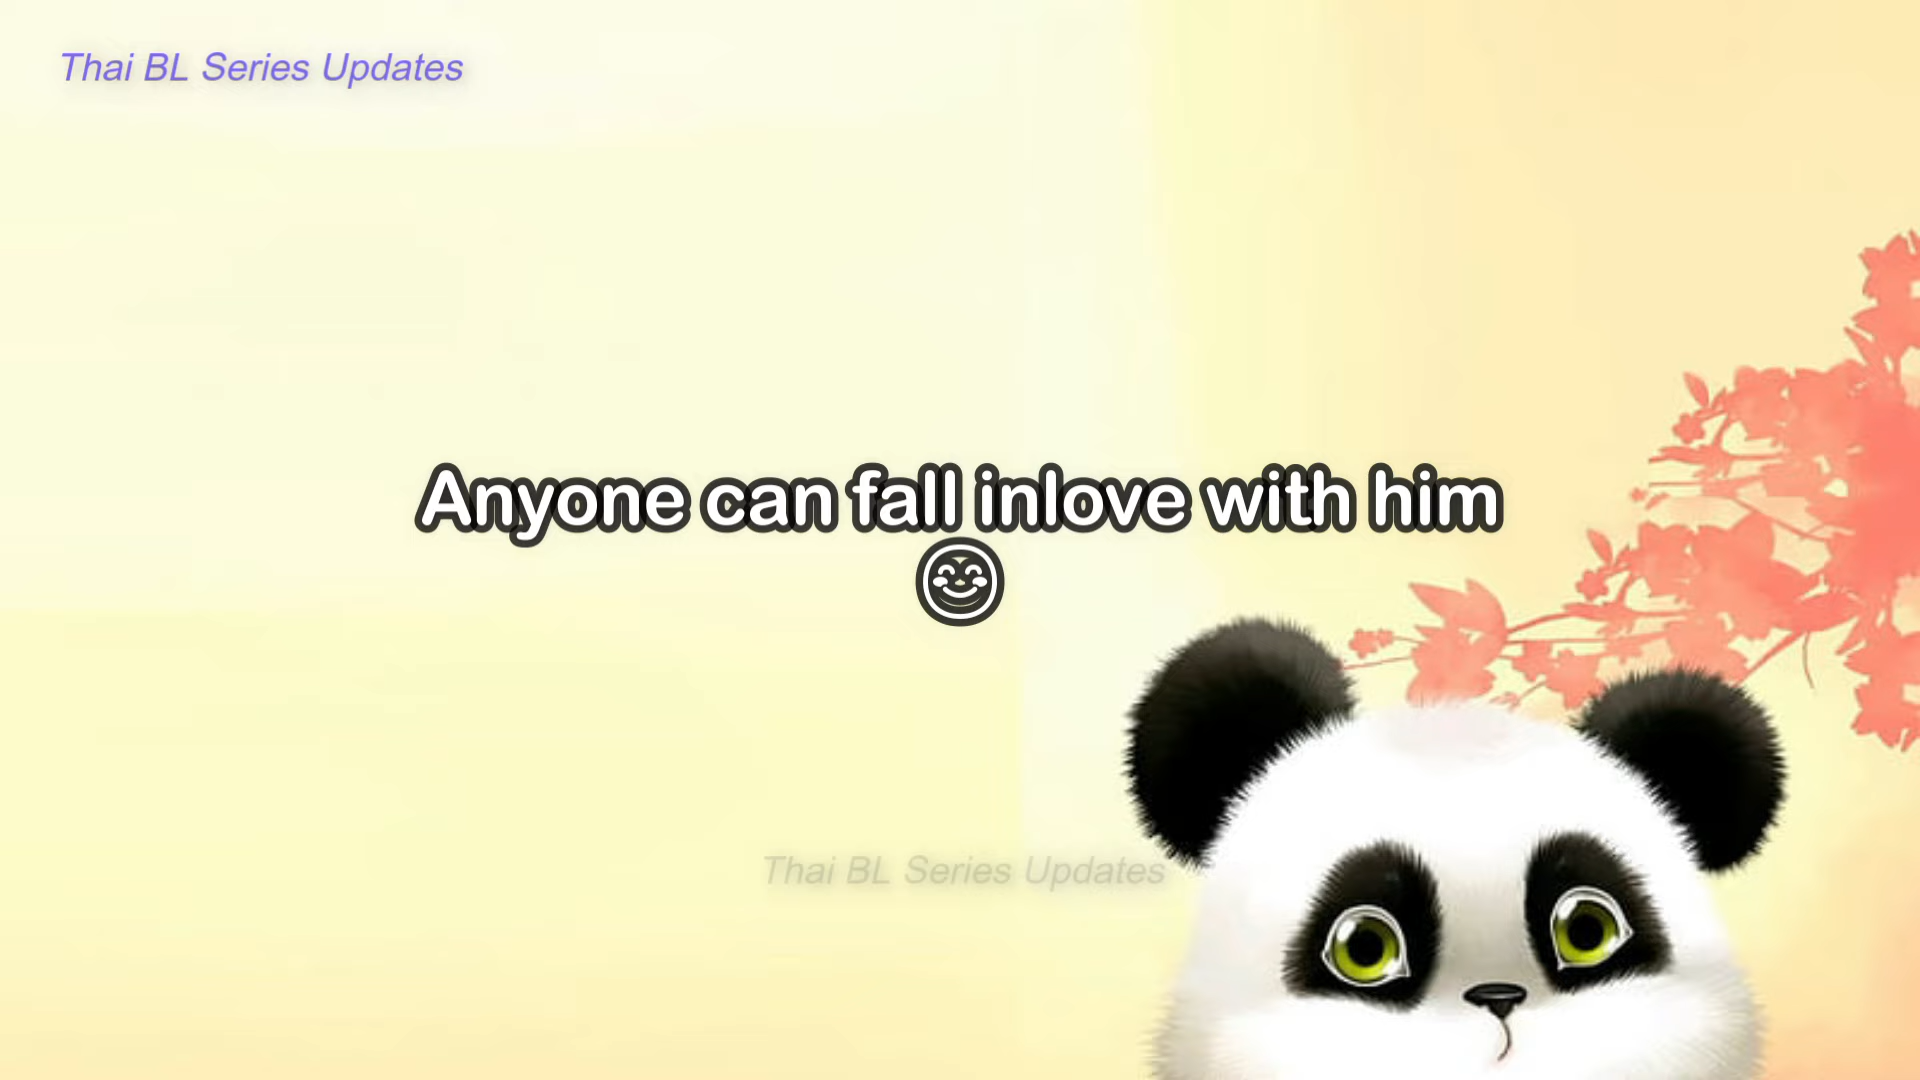 Thai BL Series Updates
Anyone can fall inlove with him
😊
Thai BL Series Updates